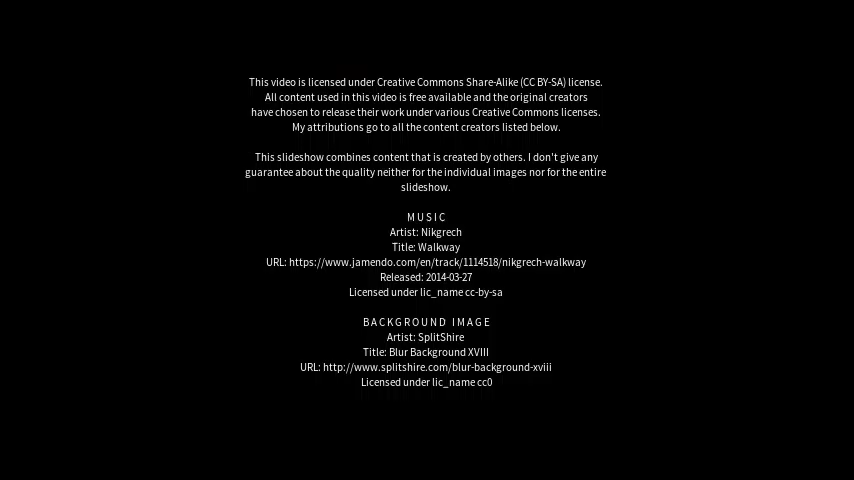 This video is licensed under Creative Commons Share-Alike (CC BY-SA) license.
All content used in this video is free available and the original creators
have chosen to release their work under various Creative Commons licenses.
My attributions go to all the content creators listed below.
This slideshow combines content that is created by others. I don't give any
guarantee about the quality neither for the individual images nor for the entire
slideshow.
M U S I C
Artist: Nikgrech
Title: Walkway
URL: https://www.jamendo.com/en/track/1114518/nikgrech-walkway
Released: 2014-03-27
Licensed under lic_name cc-by-sa
B A C K G R O U N D   I M A G E
Artist: SplitShire
Title: Blur Background XVIII
URL: http://www.splitshire.com/blur-background-xviii
Licensed under lic_name cc0